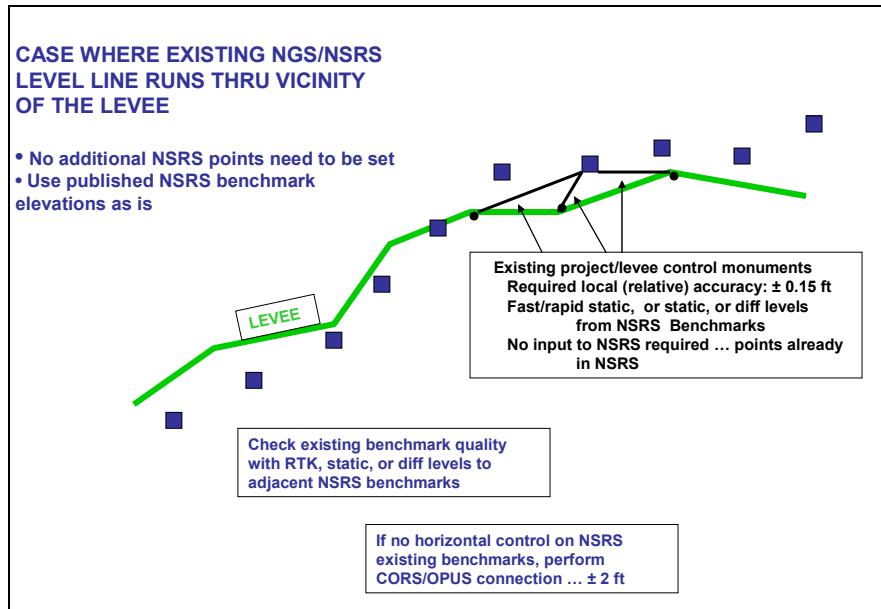 CASE WHERE EXISTING NGS/NSRS
LEVEL LINE RUNS THRU VICINITY
OF THE LEVEE
• No additional NSRS points need to be set
• Use published NSRS benchmark
elevations as is
Existing project/levee control monuments
Required local (relative) accuracy: ± 0.15 ft
Fast/rapid static, or static, or diff levels
from NSRS Benchmarks
No input to NSRS required … points already
in NSRS
LEVEE
Check existing benchmark quality
with RTK, static, or diff levels to
adjacent NSRS benchmarks
If no horizontal control on NSRS
existing benchmarks, perform
CORS/OPUS connection … ± 2 ft